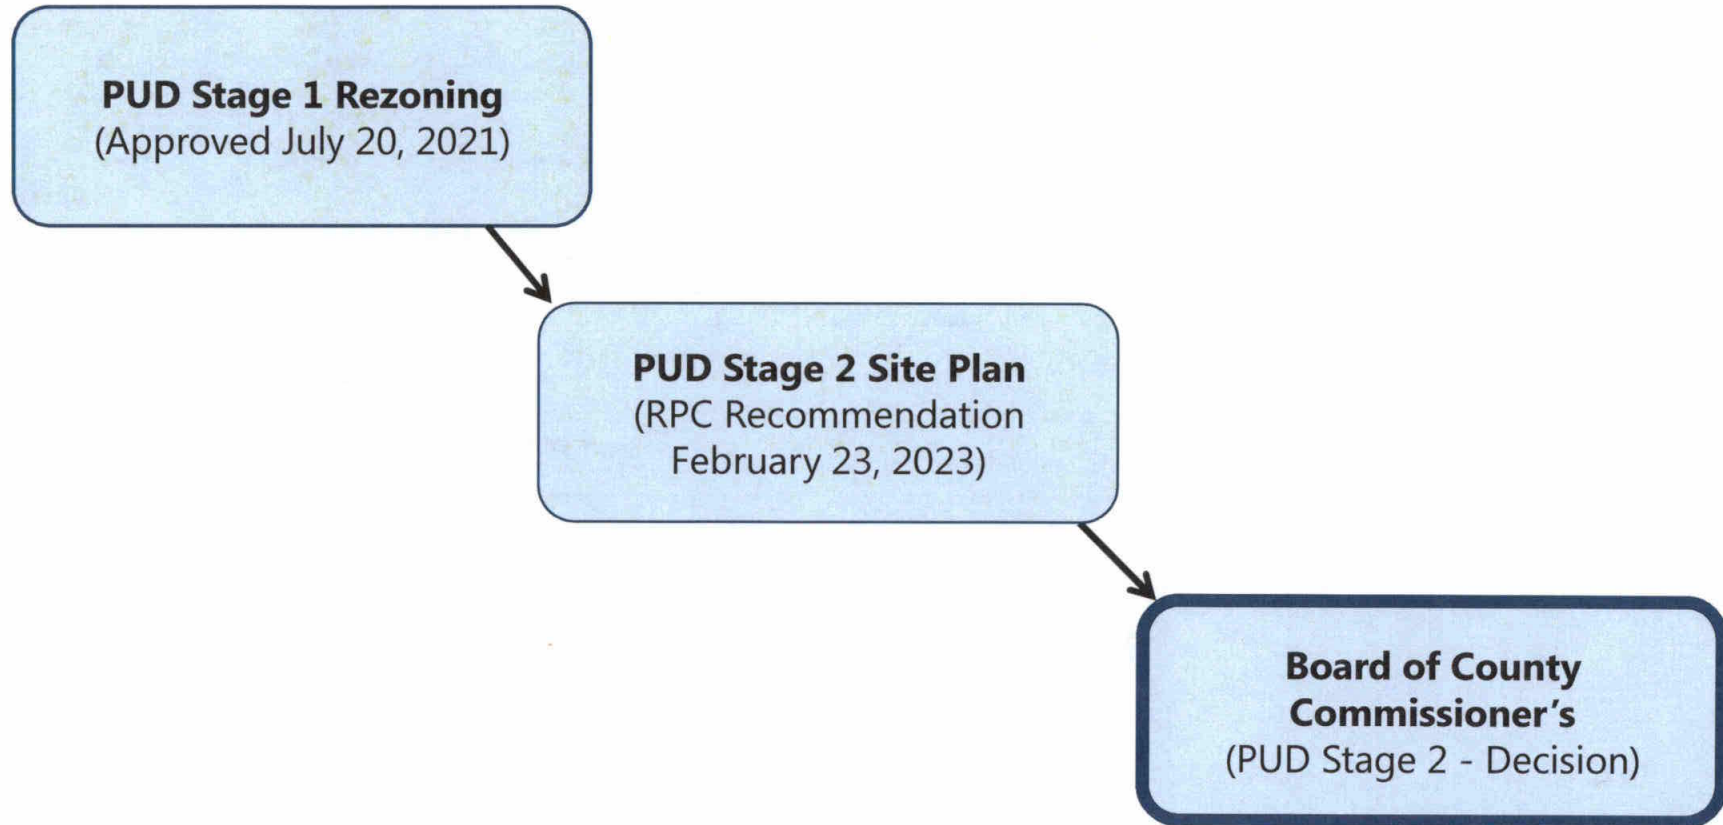 PUD Stage 1 Rezoning
(Approved July 20, 2021)
PUD Stage 2 Site Plan
(RPC Recommendation
February 23, 2023)
Board of County
Commissioner’s
(PUD Stage 2 - Decision)